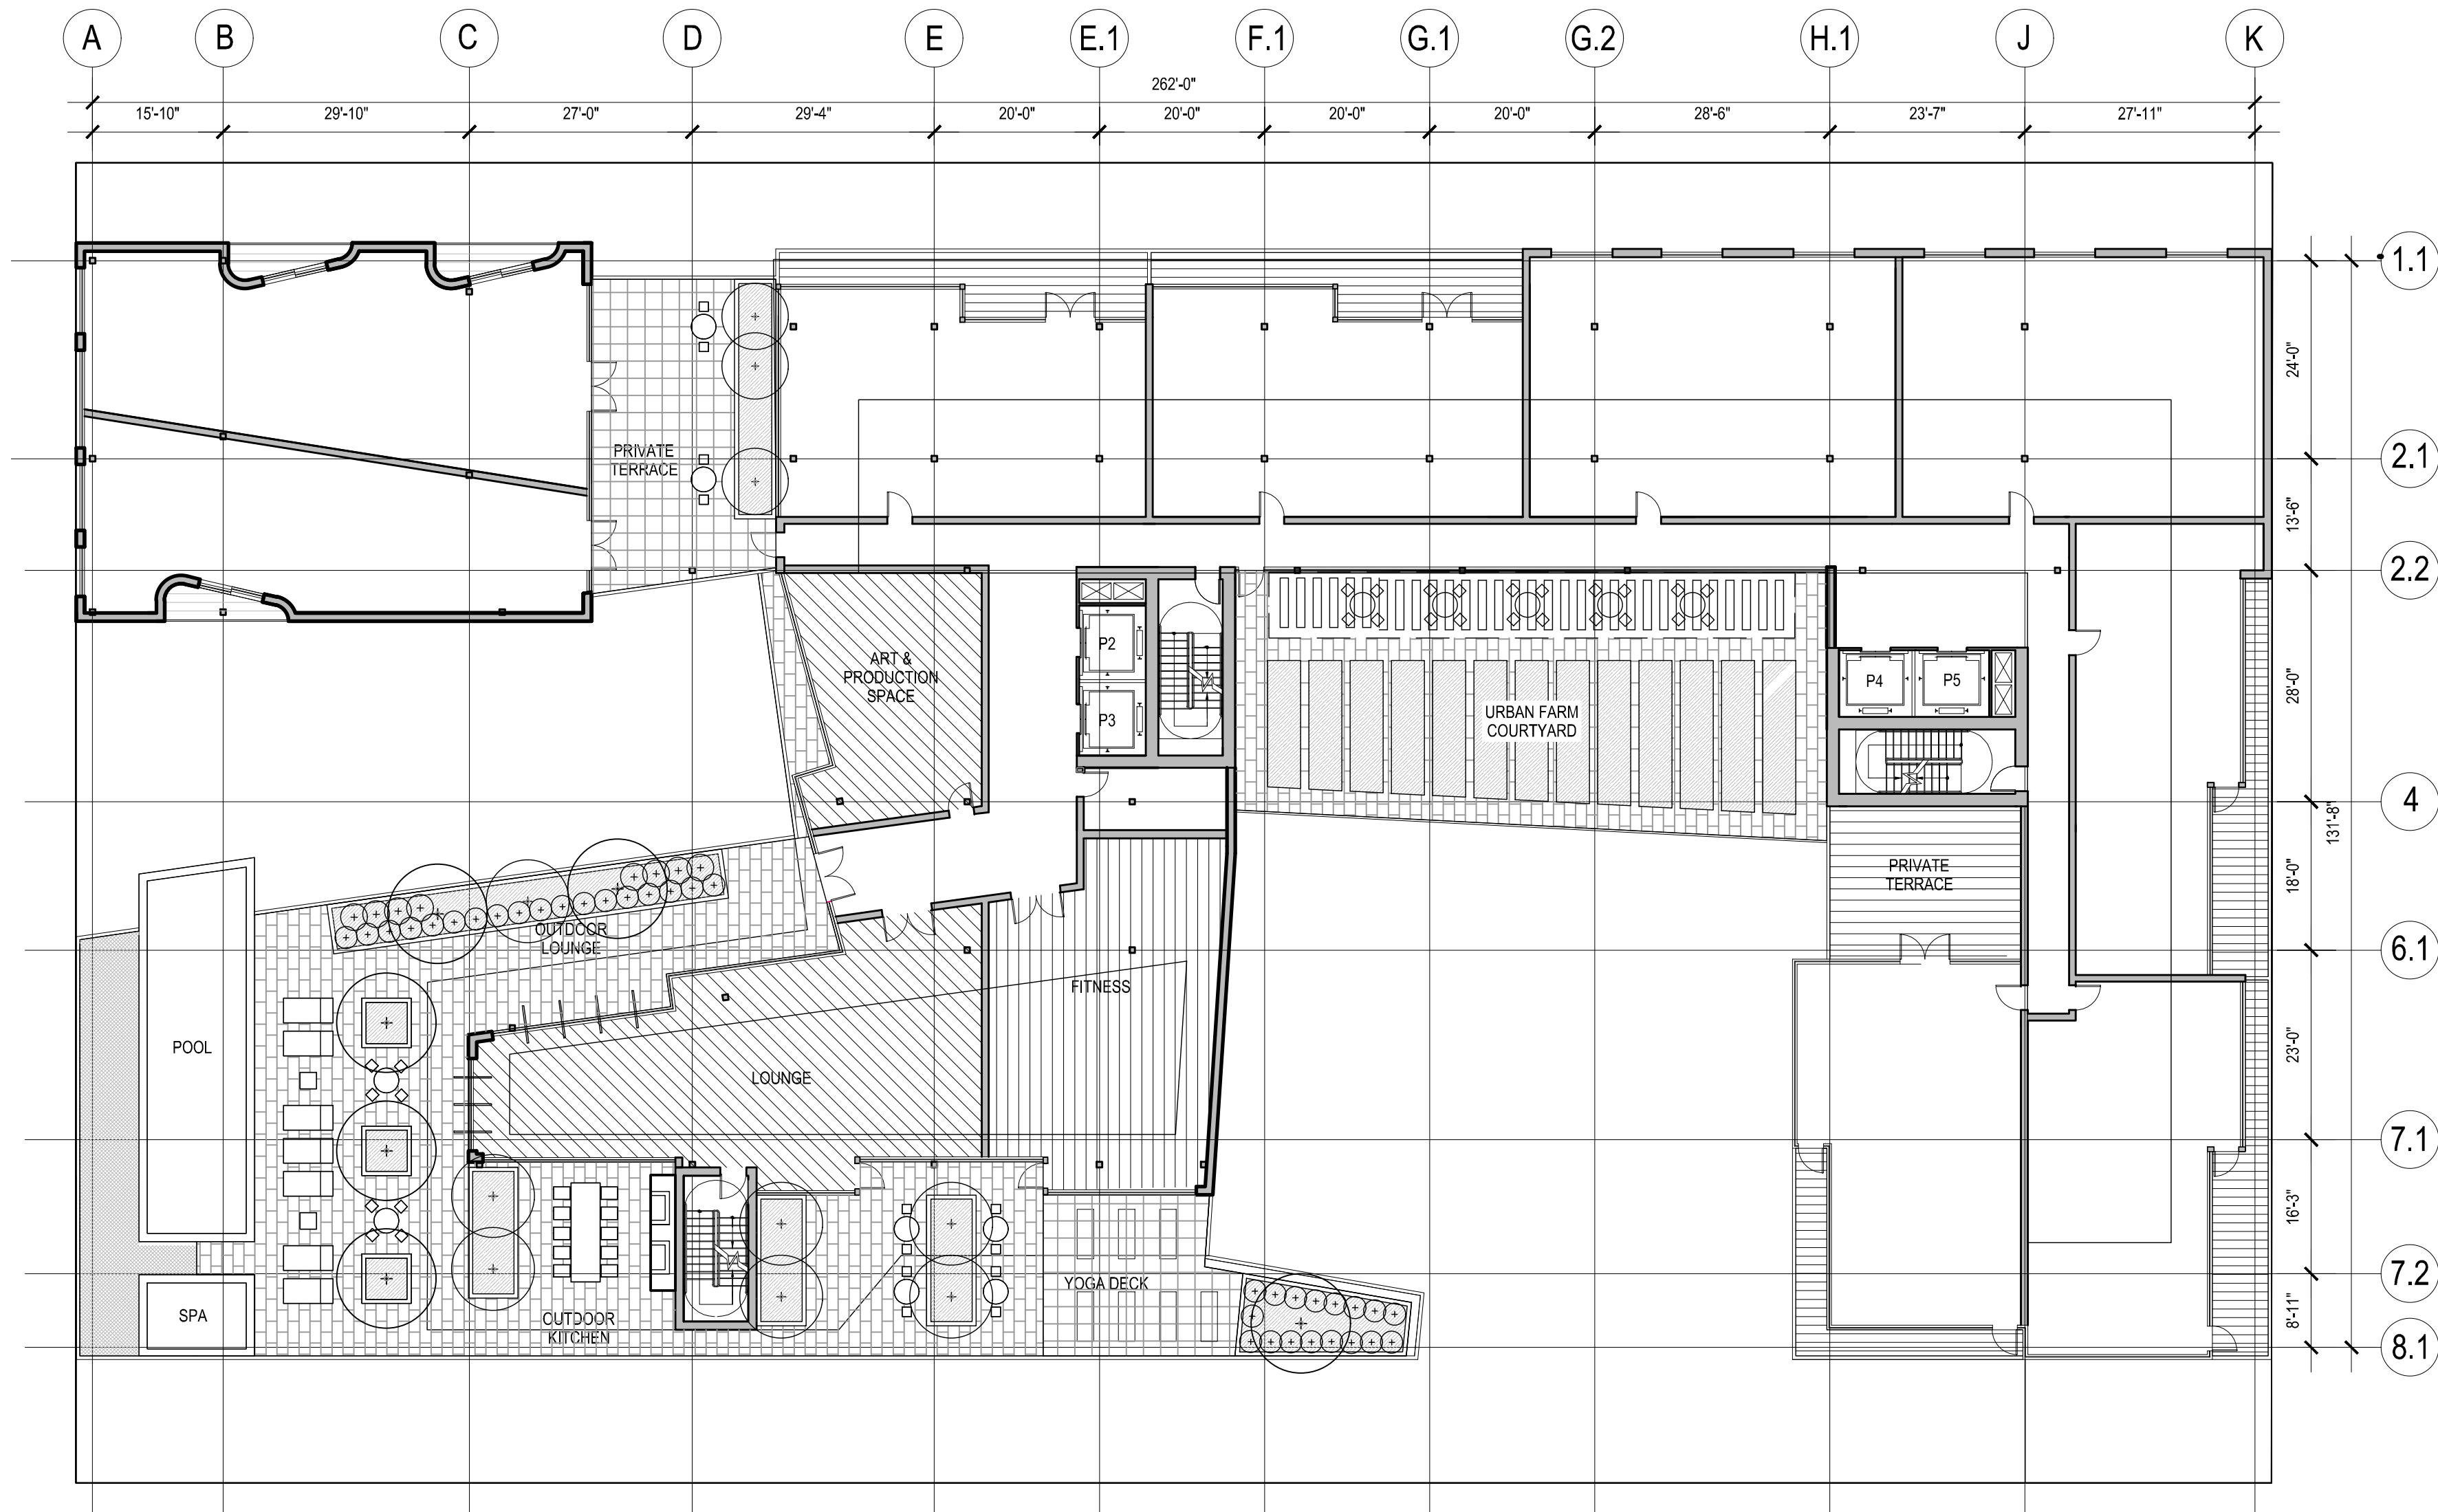 A B C D E E.1 F.1 G.1 G.2 H.1 J K
262'-0"
15'-10" 29'-10" 27'-0" 29'-4" 20'-0" 20'-0" 20'-0" 20'-0" 28'-6" 23'-7" 27'-11"
1.1
24'-0"
2.1
13'-6"
2.2
28'-0"
4
131'-8"
18'-0"
6.1
23'-0"
7.1
16'-3"
7.2
8'-11"
8.1
PRIVATE
TERRACE
ART &
PRODUCTION
SPACE
P2
P3
URBAN FARM
COURTYARD
P4 P5
PRIVATE
TERRACE
OUTDOOR
LOUNGE
FITNESS
POOL
LOUNGE
YOGA DECK
SPA
OUTDOOR
KITCHEN